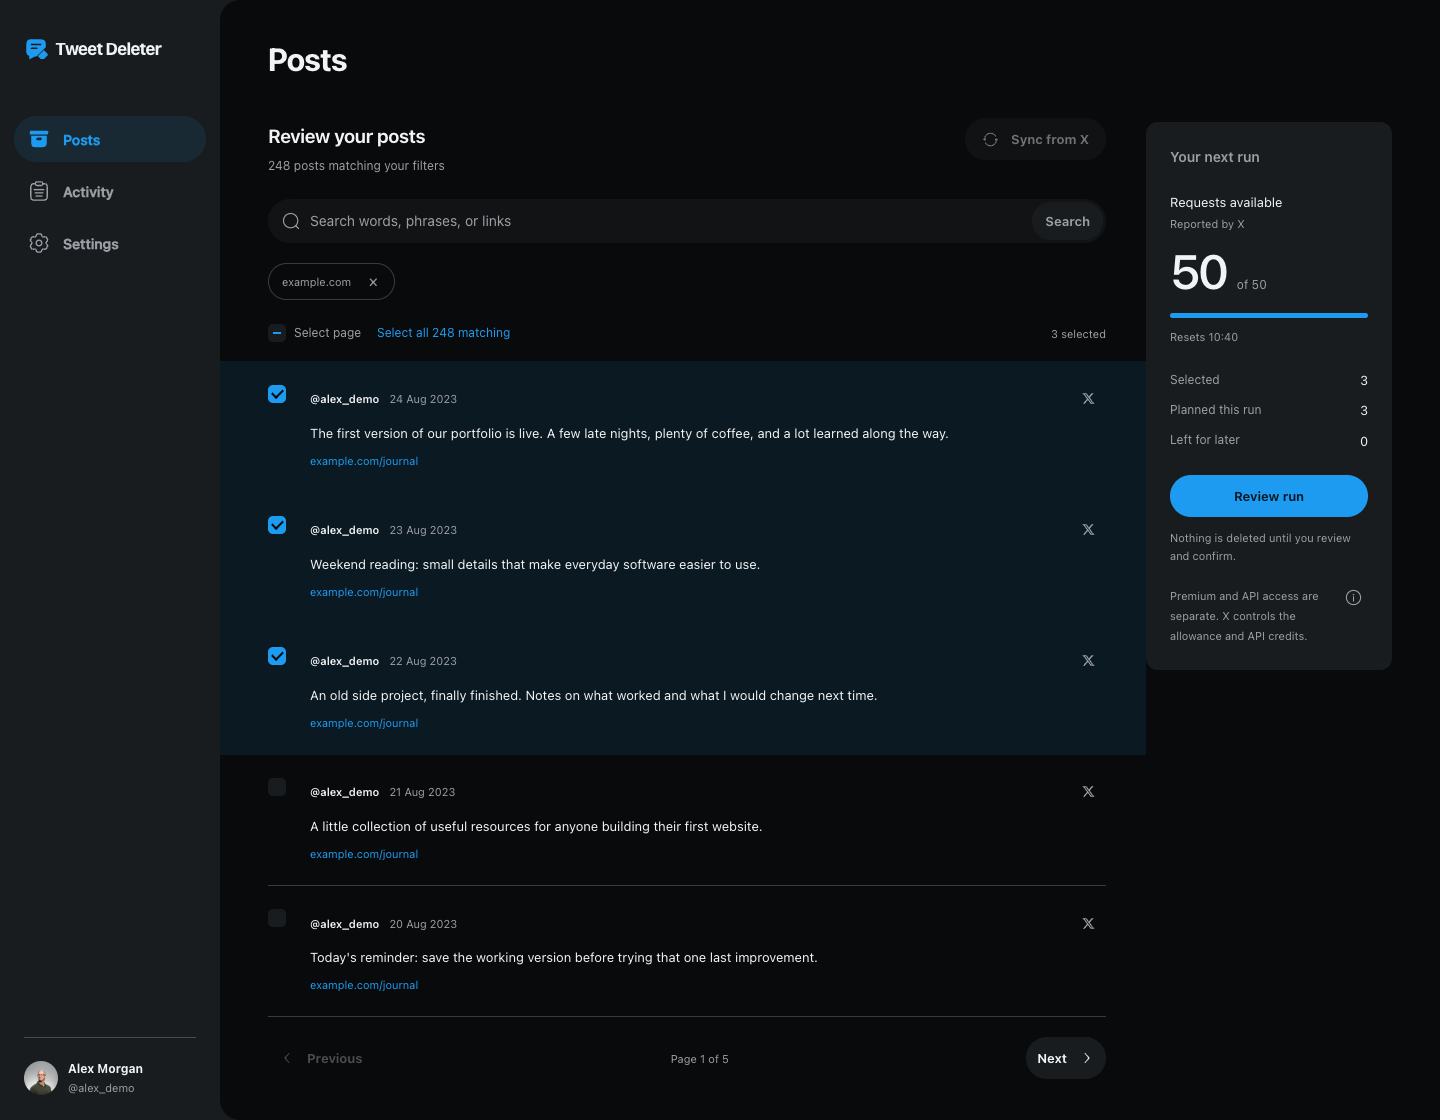 Tweet Deleter
Posts
Activity
Settings
Alex Morgan
@alex_demo
Posts
Review your posts
248 posts matching your filters
Sync from X
Search words, phrases, or links
Search
example.com
Select page
Select all 248 matching
3 selected
@alex_demo 24 Aug 2023
The first version of our portfolio is live. A few late nights, plenty of coffee, and a lot learned along the way.
example.com/journal
@alex_demo 23 Aug 2023
Weekend reading: small details that make everyday software easier to use.
example.com/journal
@alex_demo 22 Aug 2023
An old side project, finally finished. Notes on what worked and what I would change next time.
example.com/journal
@alex_demo 21 Aug 2023
A little collection of useful resources for anyone building their first website.
example.com/journal
@alex_demo 20 Aug 2023
Today's reminder: save the working version before trying that one last improvement.
example.com/journal
Previous
Page 1 of 5
Next
Your next run
Requests available
Reported by X
50 of 50
Resets 10:40
Selected 3
Planned this run 3
Left for later 0
Review run
Nothing is deleted until you review
and confirm.
Premium and API access are
separate. X controls the
allowance and API credits.